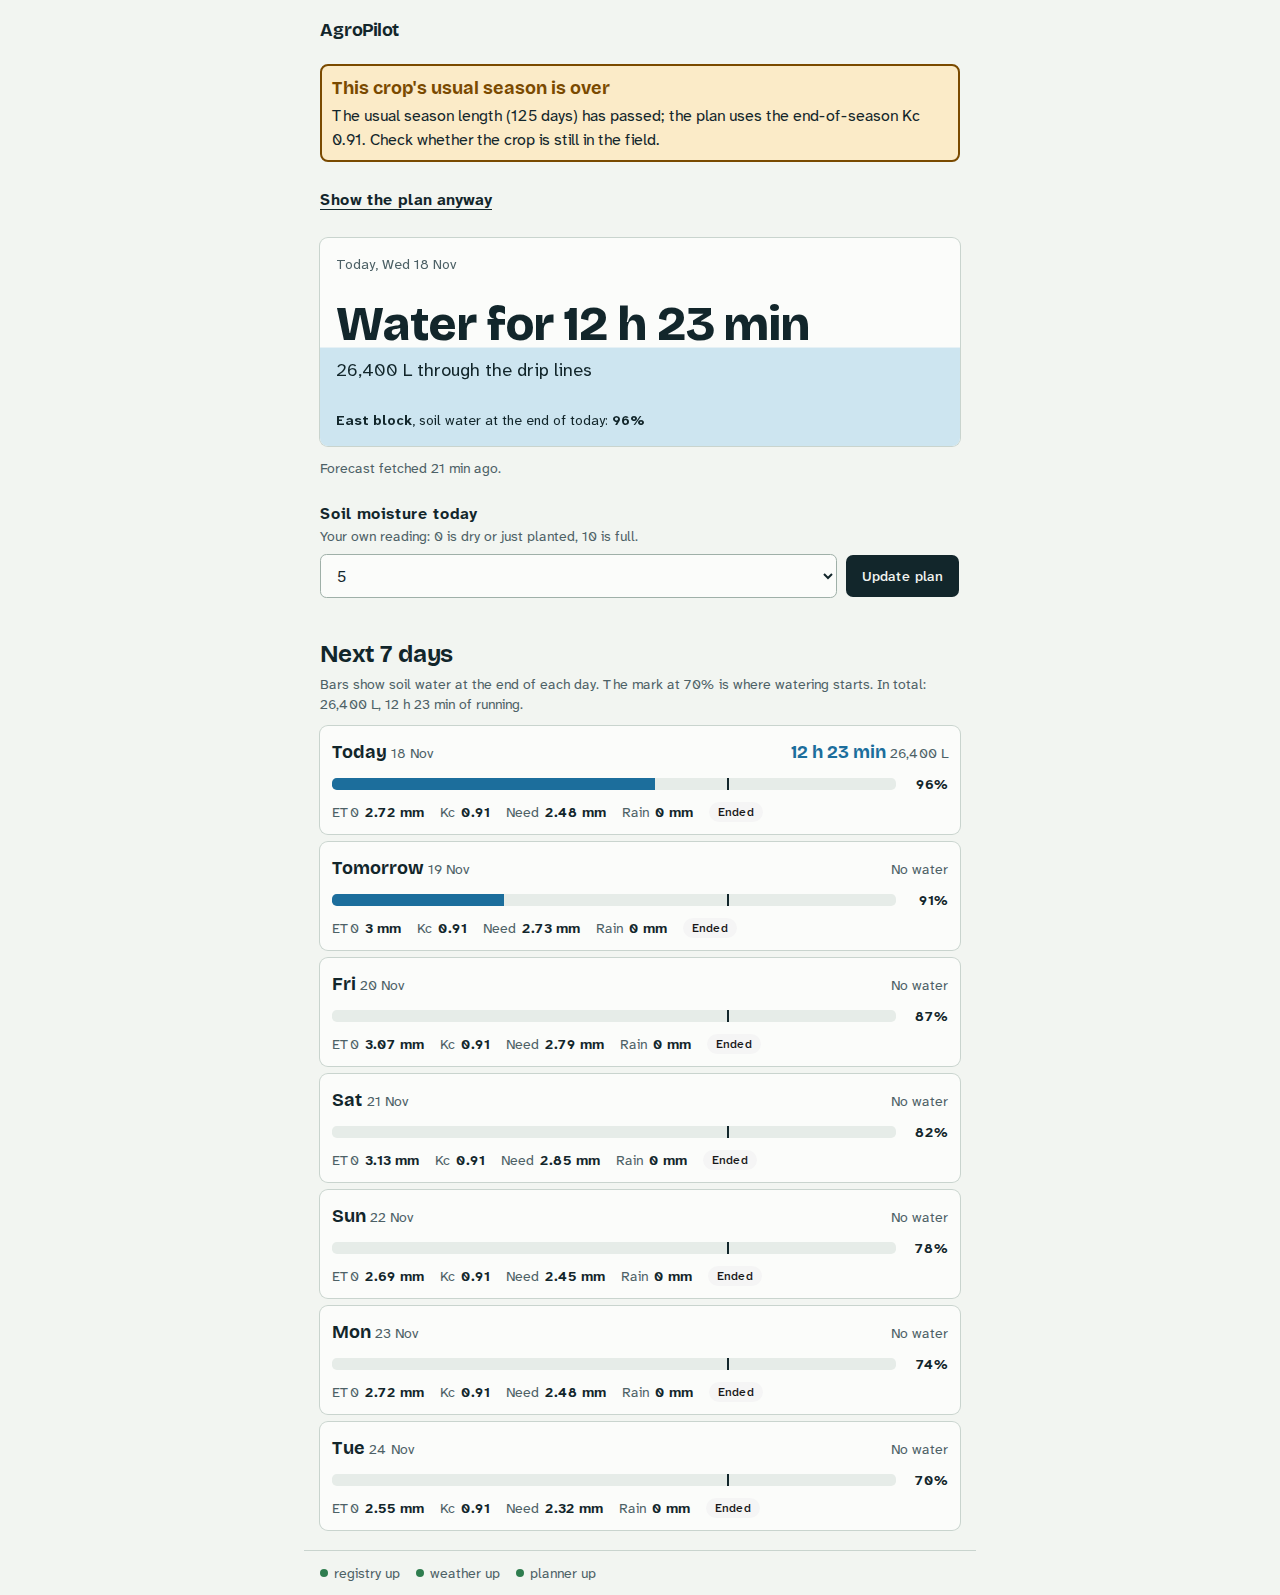 AgroPilot
This crop's usual season is over
The usual season length (125 days) has passed; the plan uses the end-of-season Kc
0.91. Check whether the crop is still in the field.
Show the plan anyway
Today, Wed 18 Nov
Water for 12 h 23 min
26,400 L through the drip lines
East block, soil water at the end of today: 96%
Forecast fetched 21 min ago.
Soil moisture today
Your own reading: 0 is dry or just planted, 10 is full.
5 Update plan
Next 7 days
Bars show soil water at the end of each day. The mark at 70% is where watering starts. In total:
26,400 L, 12 h 23 min of running.
Today 18 Nov 12 h 23 min 26,400 L
96%
ET0 2.72 mm Kc 0.91 Need 2.48 mm Rain 0 mm Ended
Tomorrow 19 Nov No water
91%
ET0 3 mm Kc 0.91 Need 2.73 mm Rain 0 mm Ended
Fri 20 Nov No water
87%
ET0 3.07 mm Kc 0.91 Need 2.79 mm Rain 0 mm Ended
Sat 21 Nov No water
82%
ET0 3.13 mm Kc 0.91 Need 2.85 mm Rain 0 mm Ended
Sun 22 Nov No water
78%
ET0 2.69 mm Kc 0.91 Need 2.45 mm Rain 0 mm Ended
Mon 23 Nov No water
74%
ET0 2.72 mm Kc 0.91 Need 2.48 mm Rain 0 mm Ended
Tue 24 Nov No water
70%
ET0 2.55 mm Kc 0.91 Need 2.32 mm Rain 0 mm Ended
registry up weather up planner up